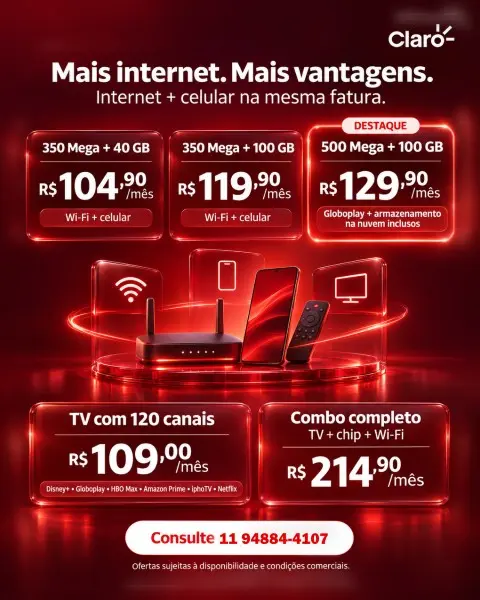 Claro
Mais internet. Mais vantagens.
Internet + celular na mesma fatura.
350 Mega + 40 GB
R$ 104,90 /mês
Wi-Fi + celular
350 Mega + 100 GB
R$ 119,90 /mês
Wi-Fi + celular
DESTAQUE
500 Mega + 100 GB
R$ 129,90 /mês
Globoplay + armazenamento
na nuvem inclusos
TV com 120 canais
R$ 109,00 /mês
Disney+ • Globoplay • HBO Max • Amazon Prime • IphoTV • Netflix
Combo completo
TV + chip + Wi-Fi
R$ 214,90 /mês
Consulte 11 94884-4107
Ofertas sujeitas à disponibilidade e condições comerciais.